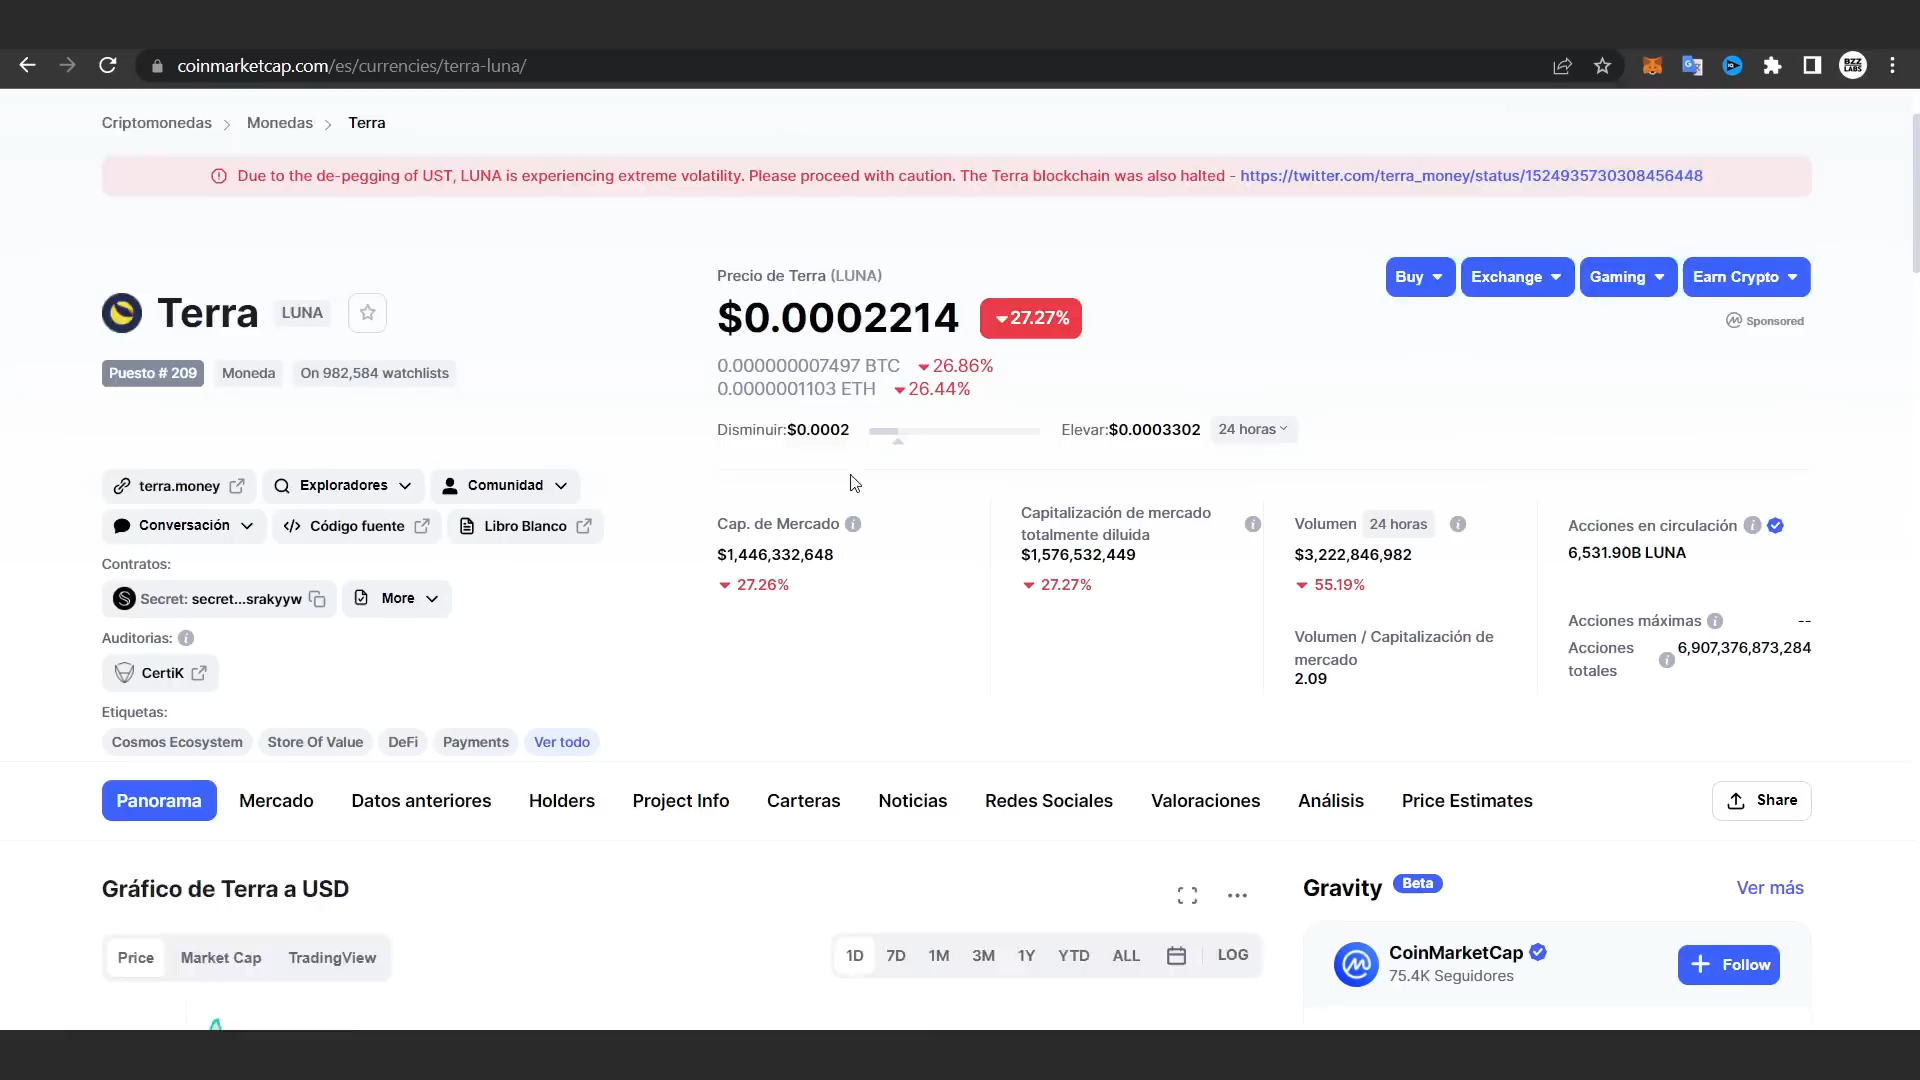 coinmarketcap.com/es/currencies/terra-luna/
BZZ LABS
Criptomonedas > Monedas > Terra
Due to the de-pegging of UST, LUNA is experiencing extreme volatility. Please proceed with caution. The Terra blockchain was also halted - https://twitter.com/terra_money/status/1524935730308456448
Terra LUNA
Puesto # 209 Moneda On 982,584 watchlists
Precio de Terra (LUNA)
$0.0002214 27.27%
0.000000007497 BTC 26.86%
0.0000001103 ETH 26.44%
Disminuir:$0.0002 Elevar:$0.0003302 24 horas
Buy Exchange Gaming Earn Crypto
Sponsored
terra.money Exploradores Comunidad
Conversación Código fuente Libro Blanco
Contratos:
Secret: secret...srakyyw More
Auditorias:
CertiK
Etiquetas:
Cosmos Ecosystem Store Of Value DeFi Payments Ver todo
Cap. de Mercado
$1,446,332,648
27.26%
Capitalización de mercado
totalmente diluida
$1,576,532,449
27.27%
Volumen 24 horas
$3,222,846,982
55.19%
Volumen / Capitalización de
mercado
2.09
Acciones en circulación
6,531.90B LUNA
Acciones máximas --
Acciones totales 6,907,376,873,284
Panorama Mercado Datos anteriores Holders Project Info Carteras Noticias Redes Sociales Valoraciones Análisis Price Estimates Share
Gráfico de Terra a USD
Price Market Cap TradingView
1D 7D 1M 3M 1Y YTD ALL LOG
Gravity Beta Ver más
CoinMarketCap
75.4K Seguidores
Follow